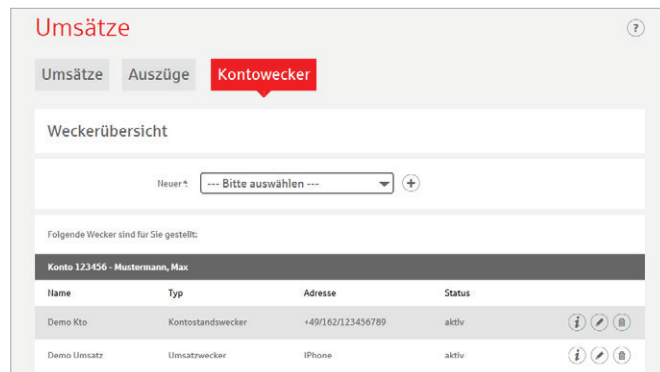 Umsätze
?
Umsätze Auszüge Kontowecker
Weckerübersicht
Neuer*: --- Bitte auswählen ---
Folgende Wecker sind für Sie gestellt:
Konto 123456 - Mustermann, Max
Name Typ Adresse Status
Demo Kto Kontostandswecker +49/162/123456789 aktiv
Demo Umsatz Umsatzwecker IPhone aktiv